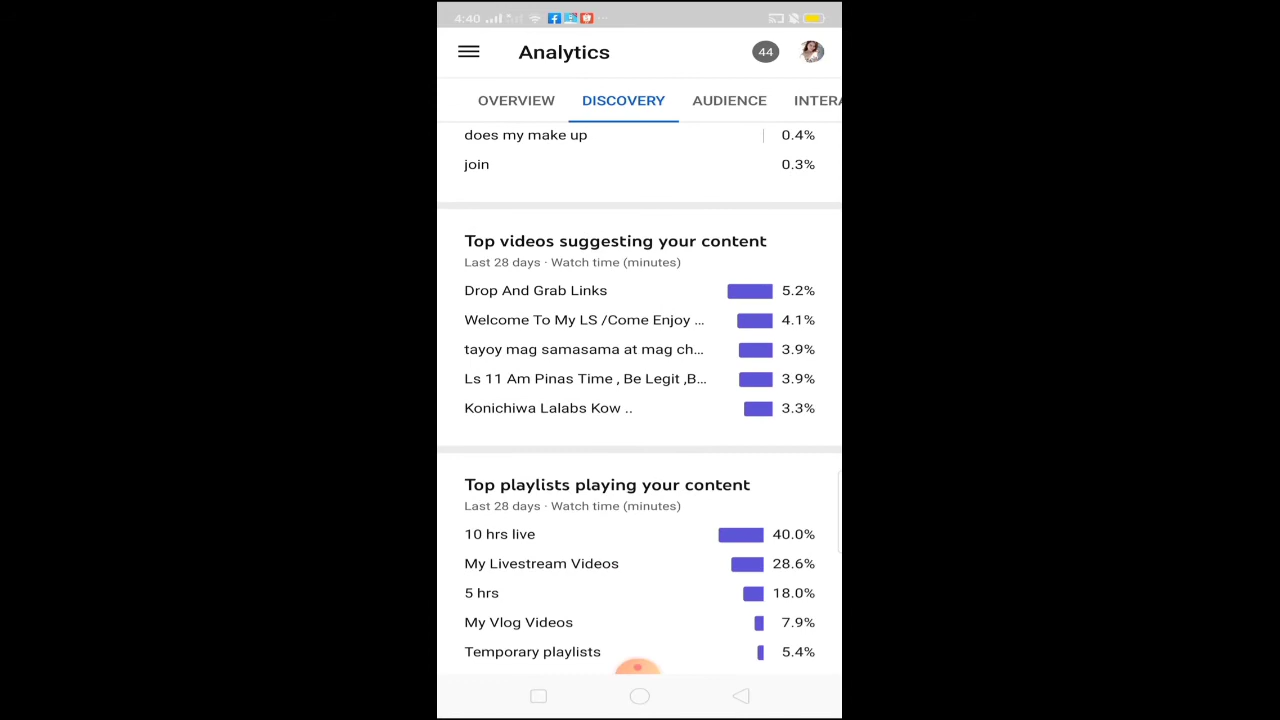 4:40
Analytics
44
OVERVIEW DISCOVERY AUDIENCE INTERA
does my make up 0.4%
join 0.3%
Top videos suggesting your content
Last 28 days · Watch time (minutes)
Drop And Grab Links 5.2%
Welcome To My LS /Come Enjoy ... 4.1%
tayoy mag samasama at mag ch... 3.9%
Ls 11 Am Pinas Time , Be Legit ,B... 3.9%
Konichiwa Lalabs Kow .. 3.3%
Top playlists playing your content
Last 28 days · Watch time (minutes)
10 hrs live 40.0%
My Livestream Videos 28.6%
5 hrs 18.0%
My Vlog Videos 7.9%
Temporary playlists 5.4%